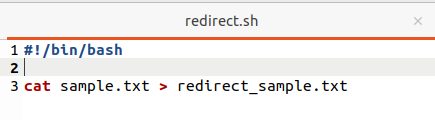 redirect.sh
×
1 #!/bin/bash
2
3 cat sample.txt > redirect_sample.txt